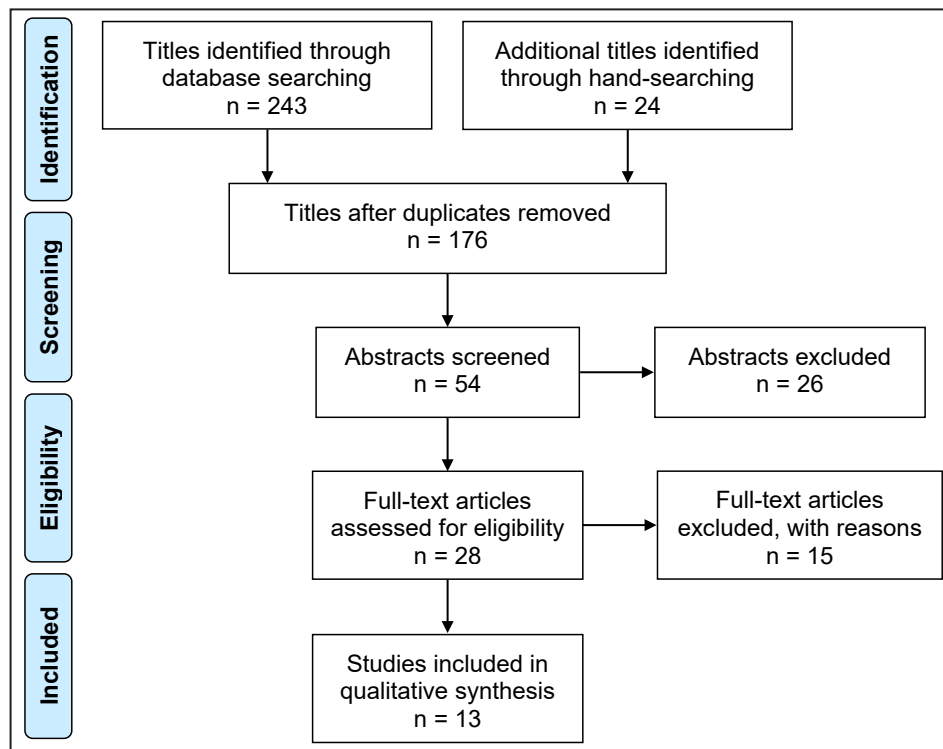 Identification
Titles identified through
database searching
n = 243
Additional titles identified
through hand-searching
n = 24
Titles after duplicates removed
n = 176
Screening
Abstracts screened
n = 54
Abstracts excluded
n = 26
Eligibility
Full-text articles
assessed for eligibility
n = 28
Full-text articles
excluded, with reasons
n = 15
Included
Studies included in
qualitative synthesis
n = 13